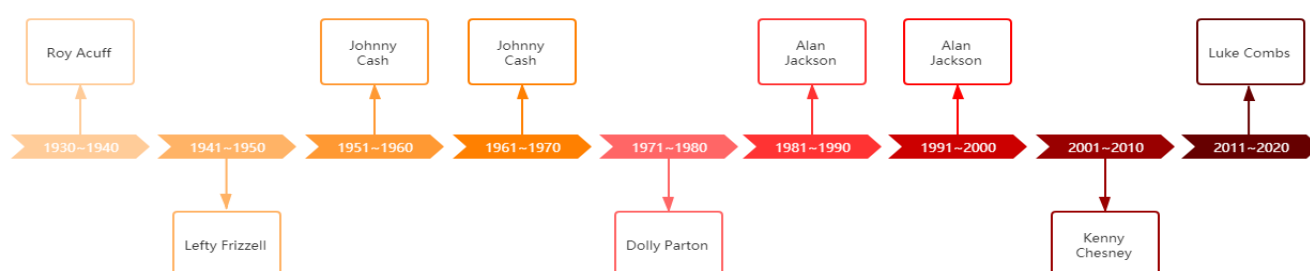 Roy Acuff
Johnny
Cash
Johnny
Cash
Alan
Jackson
Alan
Jackson
Luke Combs
1930~1940
1941~1950
1951~1960
1961~1970
1971~1980
1981~1990
1991~2000
2001~2010
2011~2020
Lefty Frizzell
Dolly Parton
Kenny
Chesney